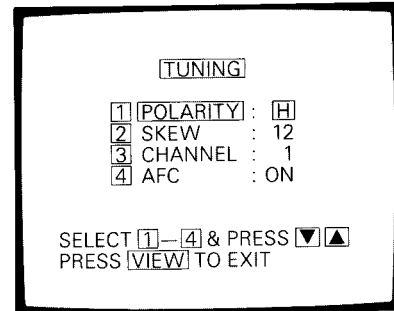 TUNING
1 POLARITY : H
2 SKEW : 12
3 CHANNEL : 1
4 AFC : ON
SELECT 1—4 & PRESS ▼ ▲
PRESS VIEW TO EXIT